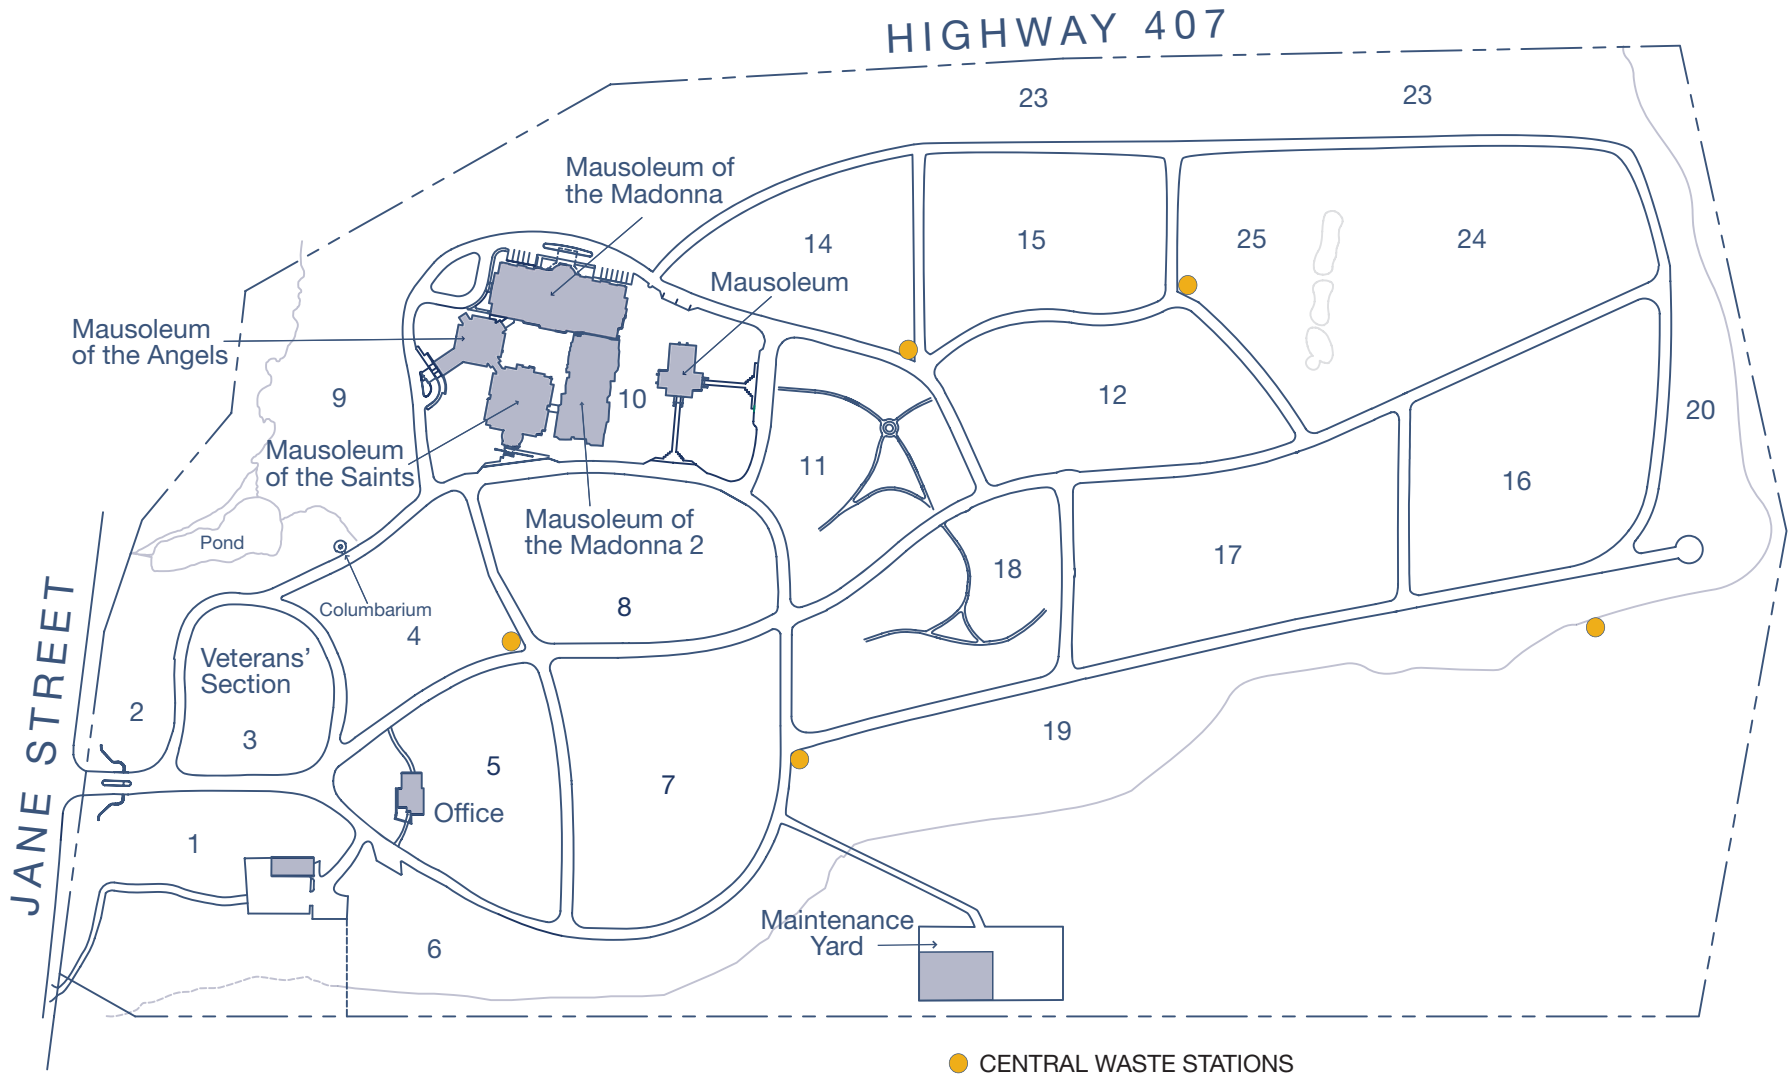 HIGHWAY 407
23
23
Mausoleum of
the Madonna
14
15
25
24
Mausoleum
Mausoleum
of the Angels
9
10
12
20
Mausoleum
of the Saints
11
16
Mausoleum of
the Madonna 2
Pond
17
18
Columbarium
8
4
JANE STREET
Veterans'
Section
2
3
19
5
7
Office
1
Maintenance
Yard
6
CENTRAL WASTE STATIONS